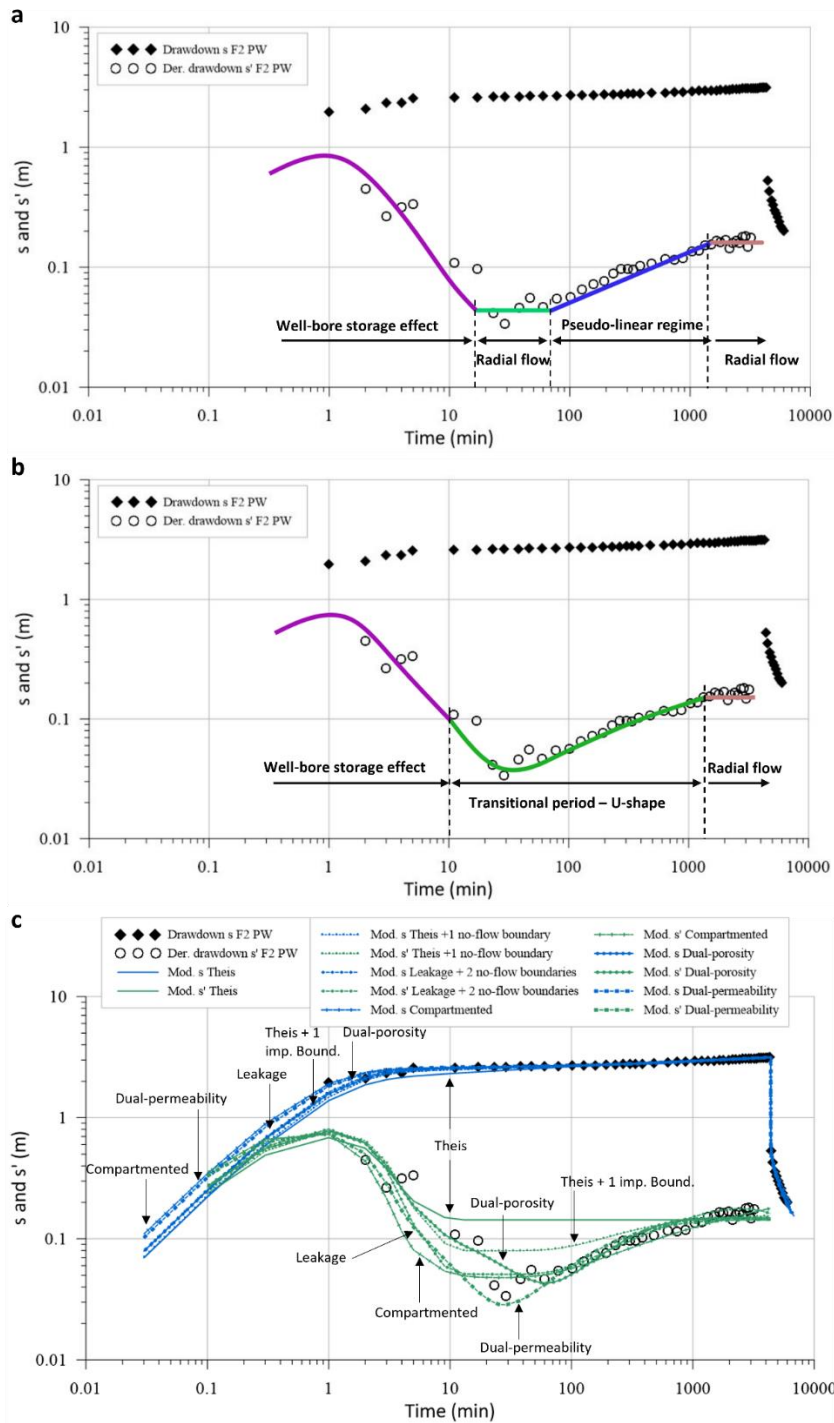 a
Drawdown s F2 PW
Der. drawdown s' F2 PW
10
1
0.1
0.01
s and s' (m)
Well-bore storage effect
Radial flow
Pseudo-linear regime
Radial flow
0.01 0.1 1 10 100 1000 10000
Time (min)
b
Drawdown s F2 PW
Der. drawdown s' F2 PW
10
1
0.1
0.01
s and s' (m)
Well-bore storage effect
Transitional period – U-shape
Radial flow
0.01 0.1 1 10 100 1000 10000
Time (min)
c
Drawdown s F2 PW
Der. drawdown s' F2 PW
Mod. s Theis
Mod. s' Theis
Mod. s Theis +1 no-flow boundary
Mod. s' Theis +1 no-flow boundary
Mod. s Leakage + 2 no-flow boundaries
Mod. s' Leakage + 2 no-flow boundaries
Mod. s Compartmented
Mod. s' Compartmented
Mod. s Dual-porosity
Mod. s' Dual-porosity
Mod. s Dual-permeability
Mod. s' Dual-permeability
10
1
0.1
0.01
s and s' (m)
Theis + 1
imp. Bound.
Dual-porosity
Leakage
Dual-permeability
Compartmented
Theis
Theis + 1 imp. Bound.
Dual-porosity
Leakage
Compartmented
Dual-permeability
0.01 0.1 1 10 100 1000 10000
Time (min)